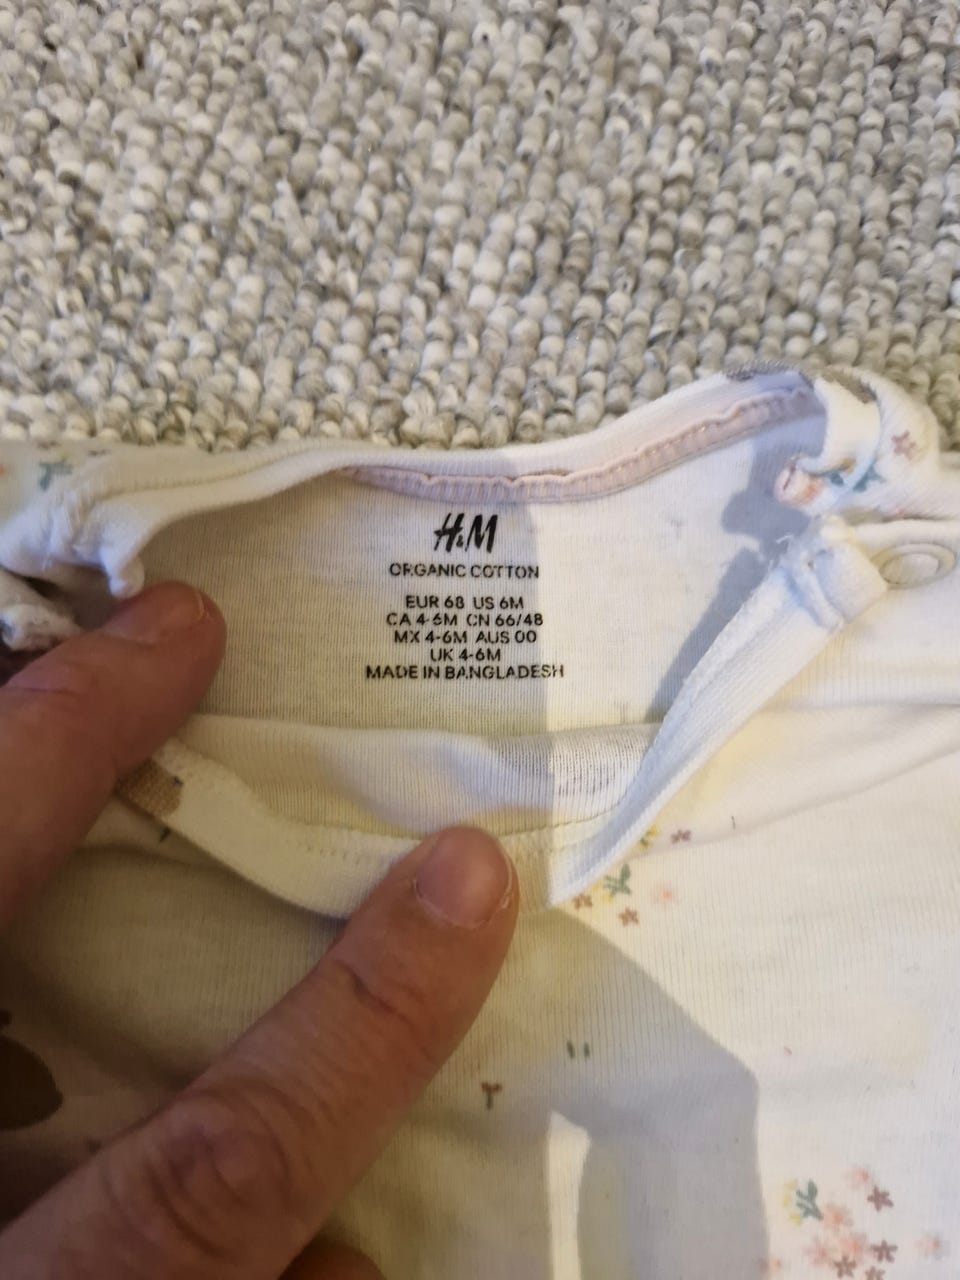 H&M
ORGANIC COTTON
EUR 68 US 6M
CA 4-6M CN 66/48
MX 4-6M AUS 00
UK 4-6M
MADE IN BANGLADESH